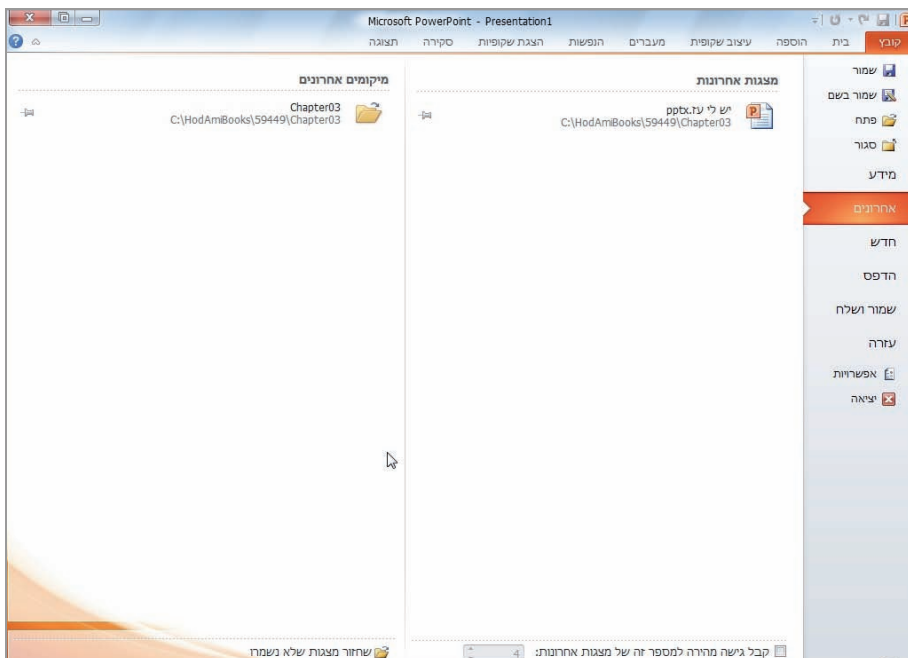 Microsoft PowerPoint - Presentation1
קובץ בית הוספה עיצוב שקופית מעברים הנפשות הצגת שקופיות סקירה תצוגה
שמור
שמור בשם
פתח
סגור
מידע
אחרונים
חדש
הדפס
שמור ושלח
עזרה
אפשרויות
יציאה
מצגות אחרונות
יש לי עז.pptx
C:\HodAmiBooks\59449\Chapter03
קבל גישה מהירה למספר זה של מצגות אחרונות: 4
מיקומים אחרונים
Chapter03
C:\HodAmiBooks\59449\Chapter03
שחזור מצגות שלא נשמרו